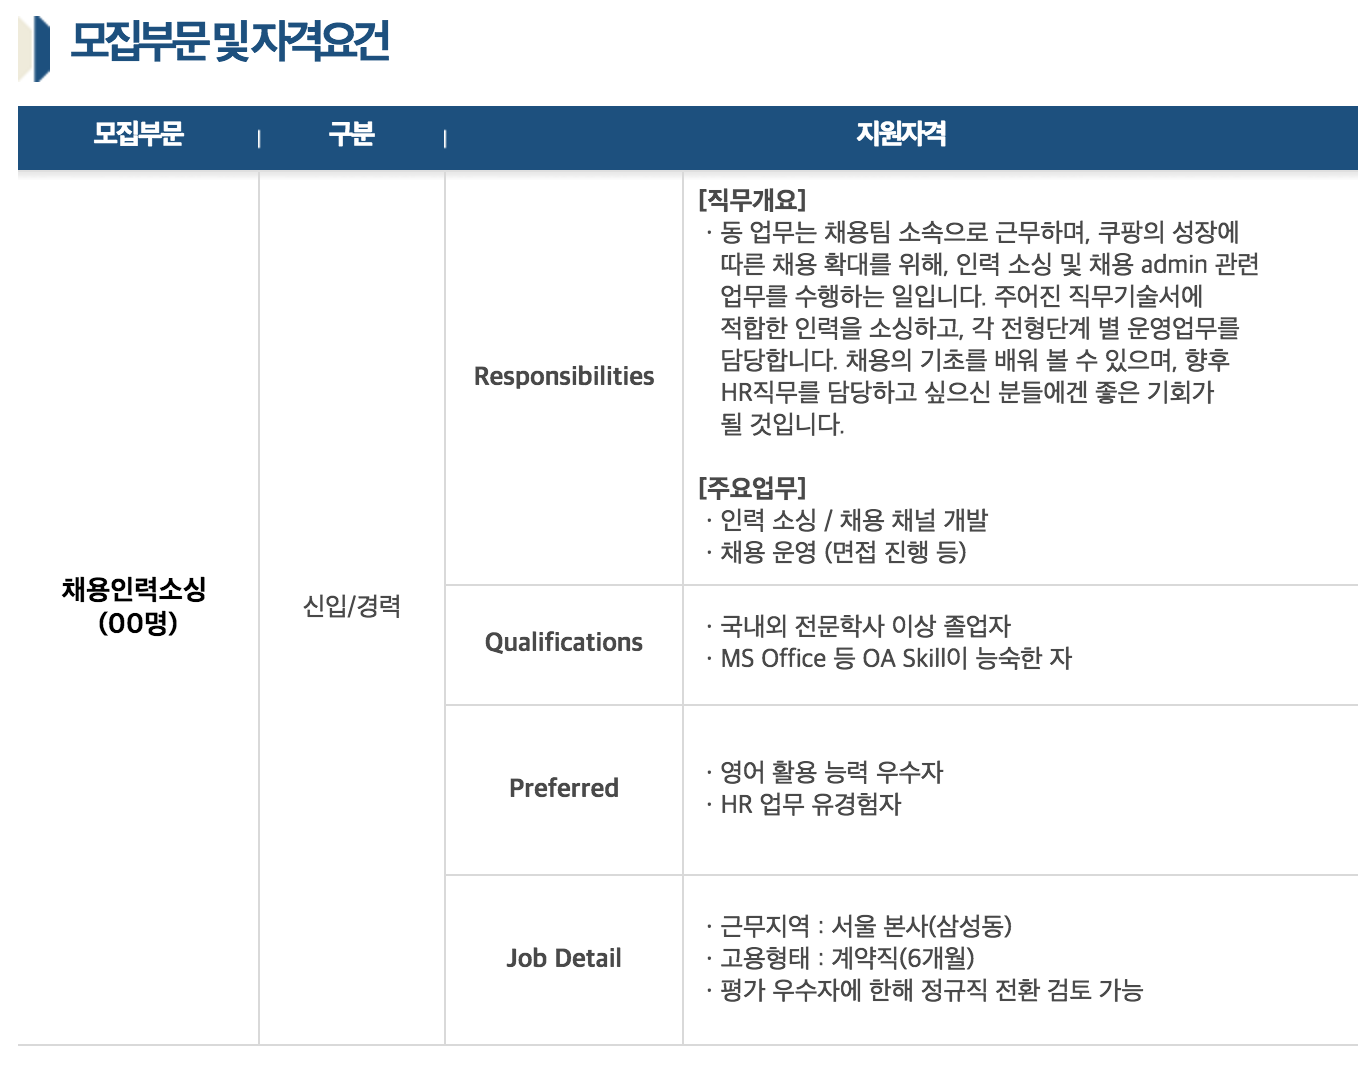 모집부문 및 자격요건
모집부문
구분
지원자격
채용인력소싱
(00명)
신입/경력
Responsibilities
[직무개요]
· 동 업무는 채용팀 소속으로 근무하며, 쿠팡의 성장에
따른 채용 확대를 위해, 인력 소싱 및 채용 admin 관련
업무를 수행하는 일입니다. 주어진 직무기술서에
적합한 인력을 소싱하고, 각 전형단계 별 운영업무를
담당합니다. 채용의 기초를 배워 볼 수 있으며, 향후
HR직무를 담당하고 싶으신 분들에겐 좋은 기회가
될 것입니다.
[주요업무]
· 인력 소싱 / 채용 채널 개발
· 채용 운영 (면접 진행 등)
Qualifications
· 국내외 전문학사 이상 졸업자
· MS Office 등 OA Skill이 능숙한 자
Preferred
· 영어 활용 능력 우수자
· HR 업무 유경험자
Job Detail
· 근무지역 : 서울 본사(삼성동)
· 고용형태 : 계약직(6개월)
· 평가 우수자에 한해 정규직 전환 검토 가능